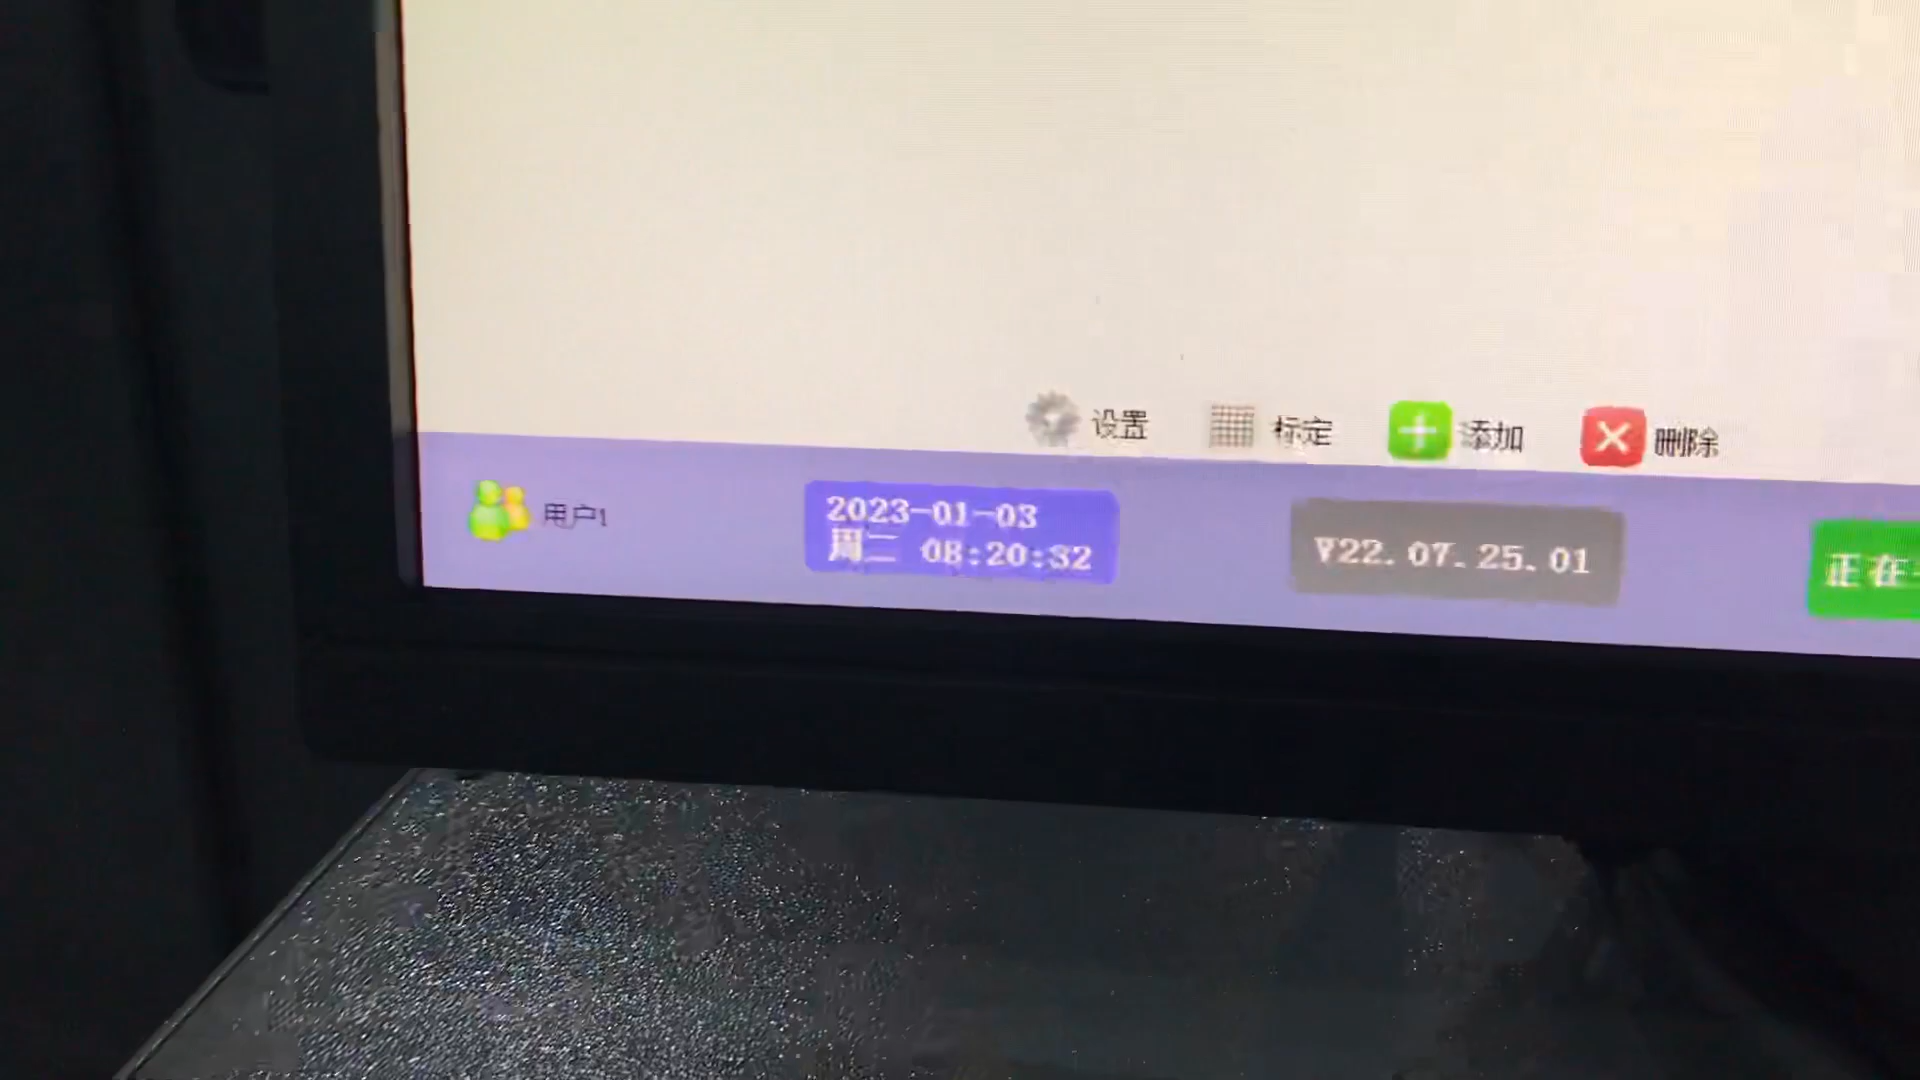 设置 标定 添加 删除
用户1
2023-01-03
周二 08:20:32
V22.07.25.01
正在